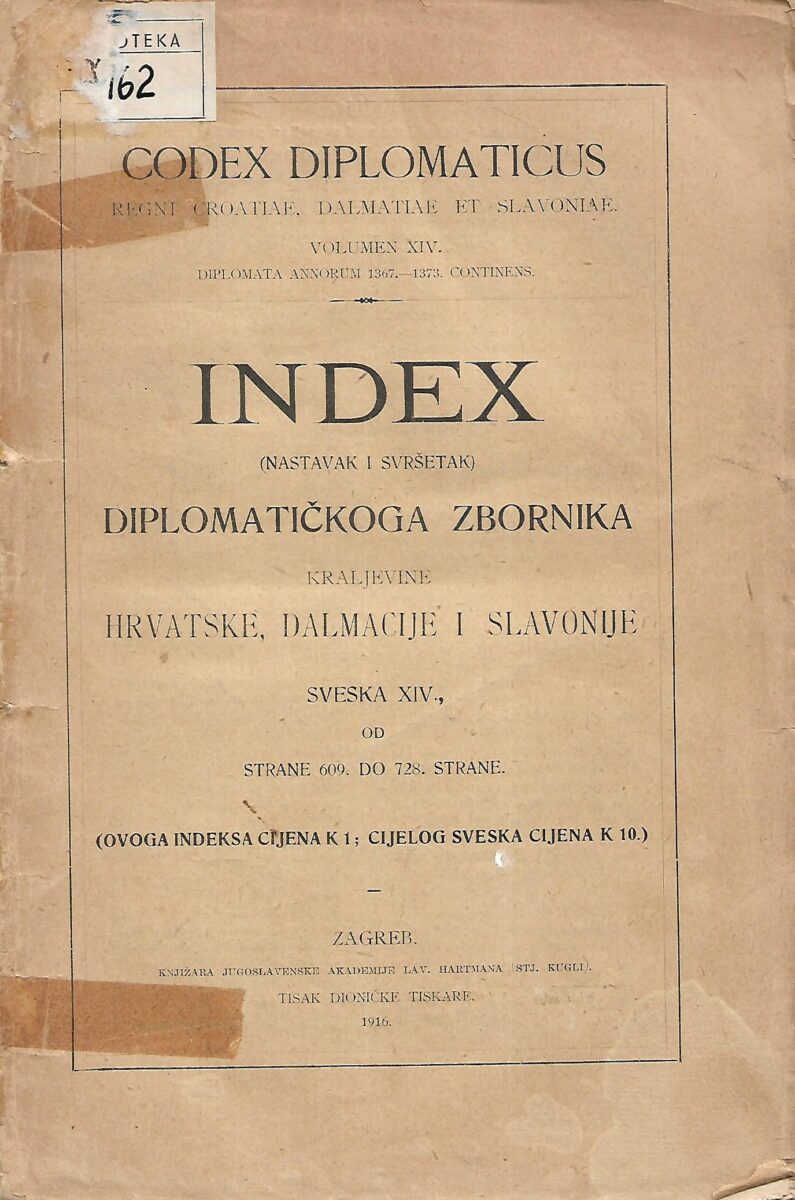 OTEKA
162
CODEX DIPLOMATICUS
REGNI CROATIAE, DALMATIAE ET SLAVONIAE.
VOLUMEN XIV.
DIPLOMATA ANNORUM 1367.—1373. CONTINENS.
INDEX
(NASTAVAK I SVRŠETAK)
DIPLOMATIČKOGA ZBORNIKA
KRALJEVINE
HRVATSKE, DALMACIJE I SLAVONIJE
SVESKA XIV.,
OD
STRANE 609. DO 728. STRANE.
(OVOGA INDEKSA CIJENA K 1; CIJELOG SVESKA CIJENA K 10.)
ZAGREB.
KNJIŽARA JUGOSLAVENSKE AKADEMIJE LAV. HARTMANA (STJ. KUGLI).
TISAK DIONIČKE TISKARE.
1916.